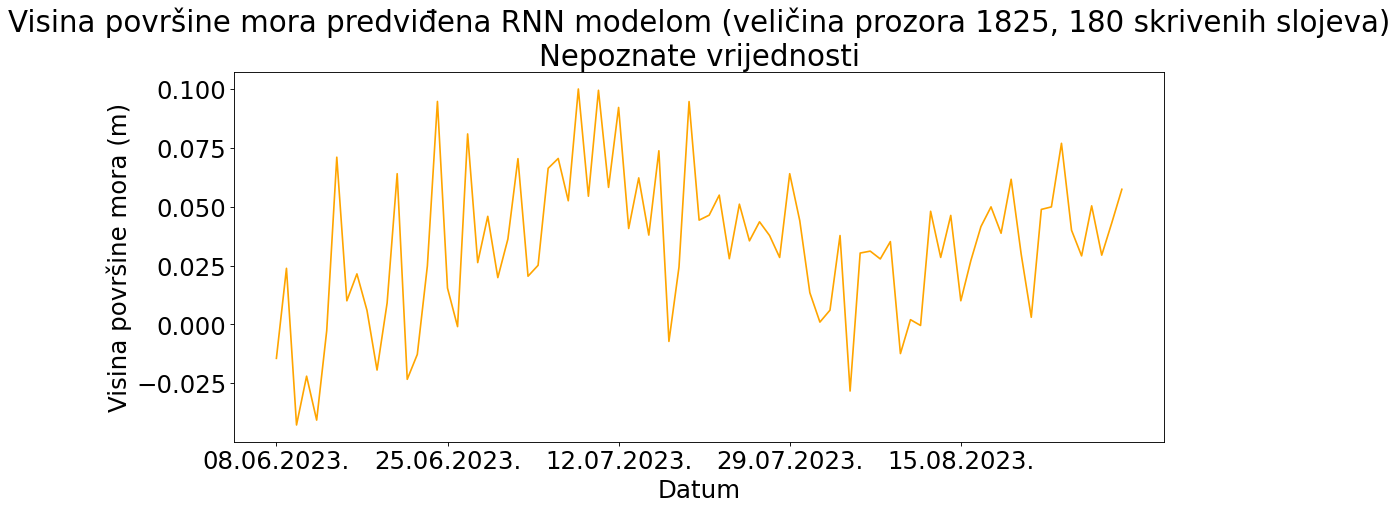 Visina površine mora predviđena RNN modelom (veličina prozora 1825, 180 skrivenih slojeva)
Nepoznate vrijednosti
Visina površine mora (m)
0.100
0.075
0.050
0.025
0.000
−0.025
08.06.2023.
25.06.2023.
12.07.2023.
29.07.2023.
15.08.2023.
Datum